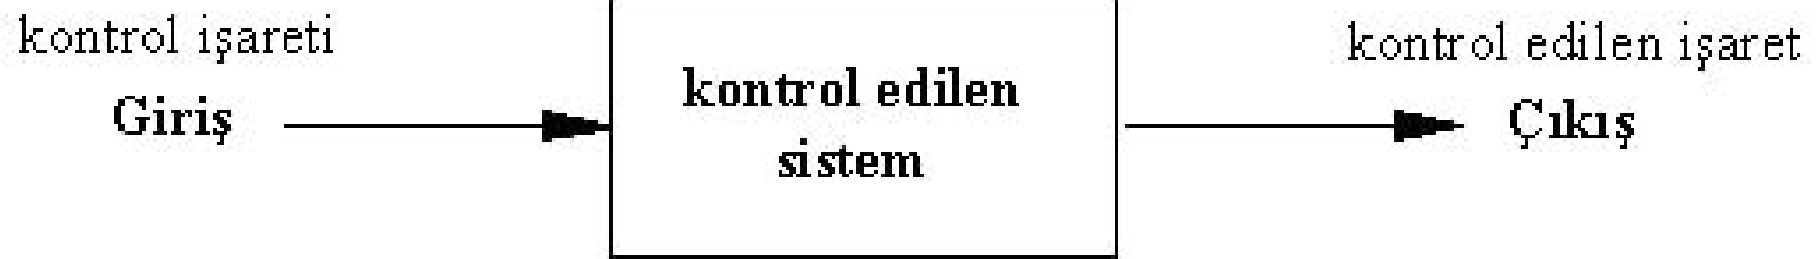 kontrol işareti
Giriş
kontrol edilen
sistem
kontrol edilen işaret
Çıkış